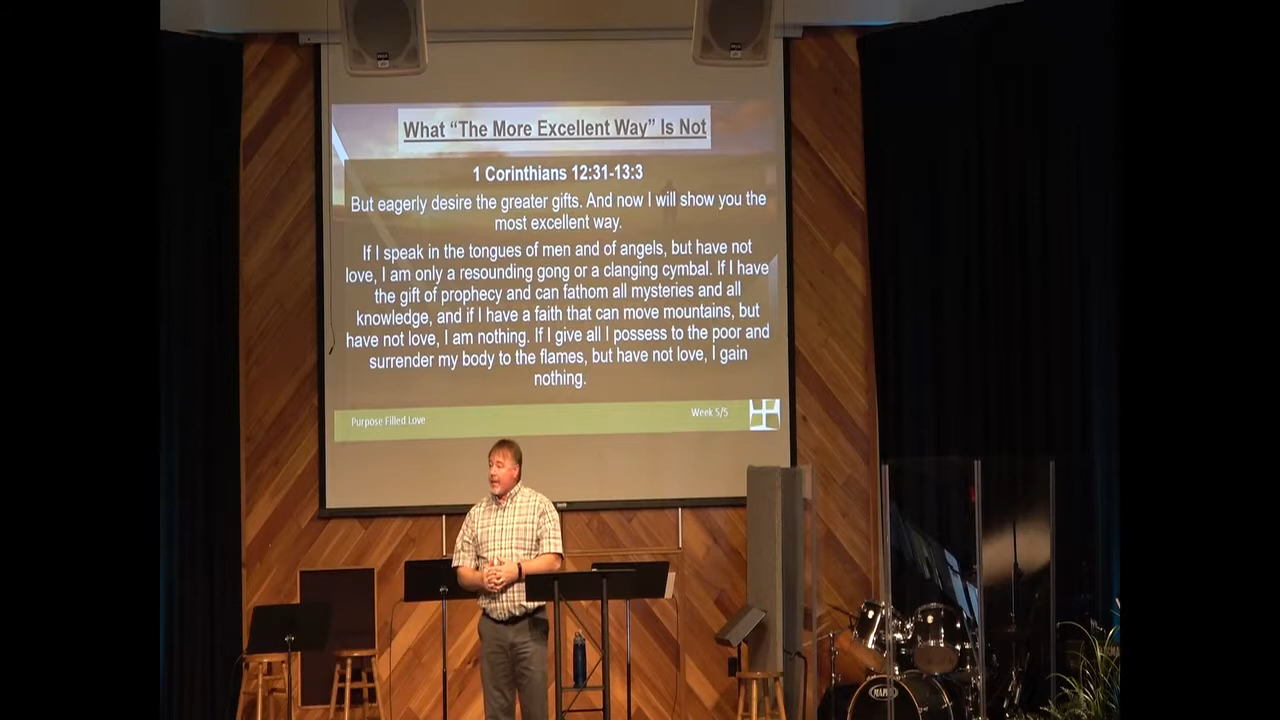 What “The More Excellent Way” Is Not
1 Corinthians 12:31-13:3
But eagerly desire the greater gifts. And now I will show you the
most excellent way.
If I speak in the tongues of men and of angels, but have not
love, I am only a resounding gong or a clanging cymbal. If I have
the gift of prophecy and can fathom all mysteries and all
knowledge, and if I have a faith that can move mountains, but
have not love, I am nothing. If I give all I possess to the poor and
surrender my body to the flames, but have not love, I gain
nothing.
Purpose Filled Love
Week 5/5
MAPEX